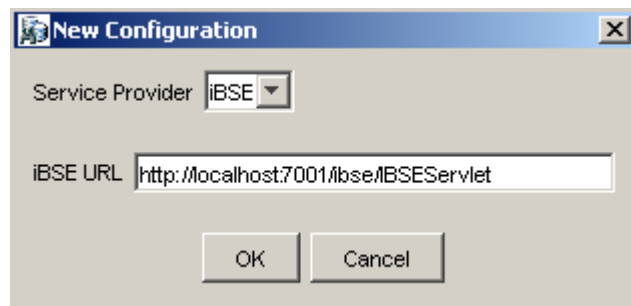 New Configuration
Service Provider iBSE
iBSE URL http://localhost:7001/ibse/IBSEServlet
OK Cancel